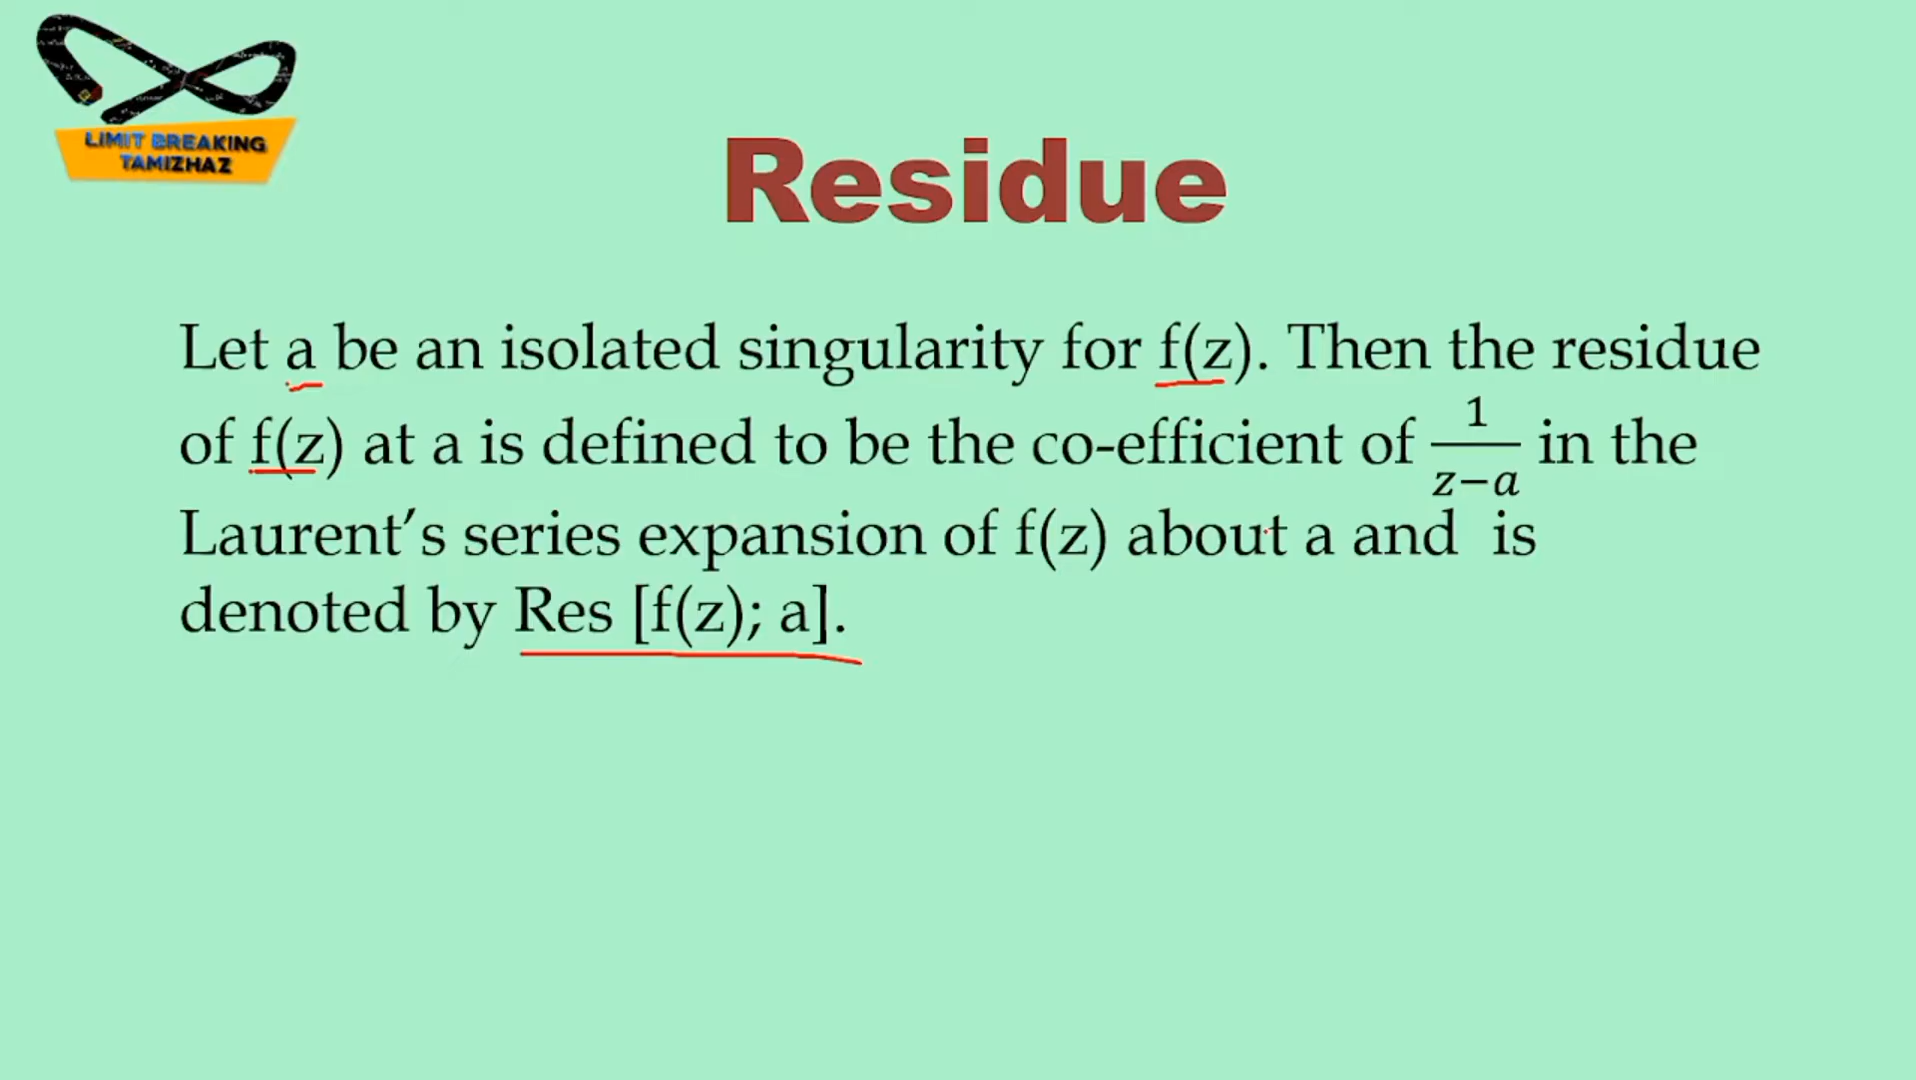 LIMIT BREAKING
TAMIZHAZ
Residue
Let a be an isolated singularity for f(z). Then the residue
of f(z) at a is defined to be the co-efficient of \frac{1}{z-a} in the
Laurent’s series expansion of f(z) about a and is
denoted by Res [f(z); a].